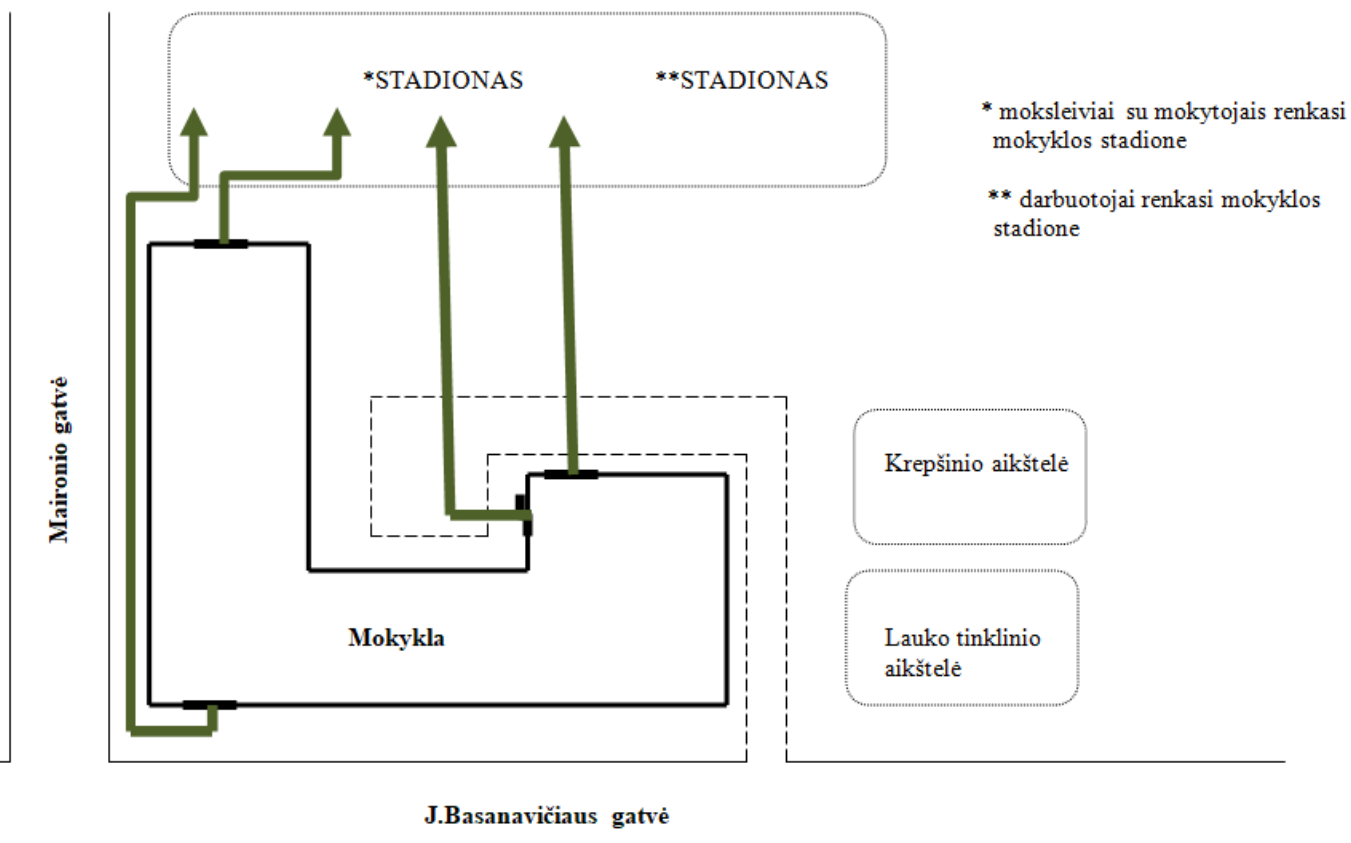 *STADIONAS
**STADIONAS
* moksleiviai su mokytojais renkasi
mokyklos stadione
** darbuotojai renkasi mokyklos
stadione
Maironio gatvė
Krepšinio aikštelė
Mokykla
Lauko tinklinio
aikštelė
J.Basanavičiaus gatvė